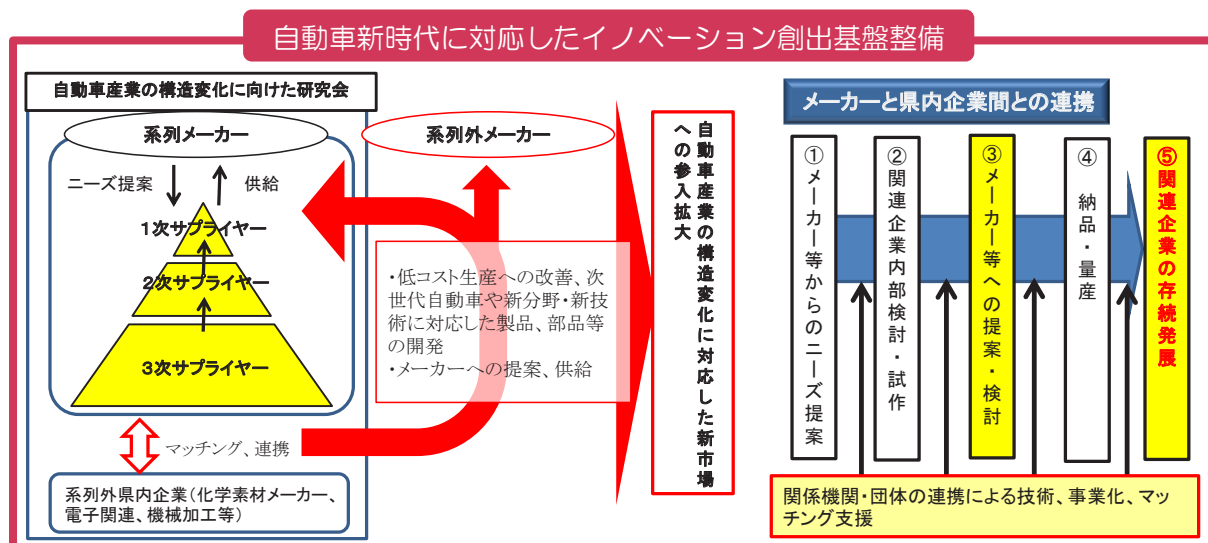 自動車新時代に対応したイノベーション創出基盤整備
自動車産業の構造変化に向けた研究会
系列メーカー
ニーズ提案
供給
1次サプライヤー
2次サプライヤー
3次サプライヤー
マッチング、連携
系列外県内企業(化学素材メーカー、
電子関連、機械加工等)
系列外メーカー
・低コスト生産への改善、次
世代自動車や新分野・新技
術に対応した製品、部品等
の開発
・メーカーへの提案、供給
自動車産業の構造変化に対応した新市場
への参入拡大
メーカーと県内企業間との連携
①メーカー等からのニーズ提案
②関連企業内部検討・試作
③メーカー等への提案・検討
④ 納品・量産
⑤関連企業の存続発展
関係機関・団体の連携による技術、事業化、マッ
チング支援